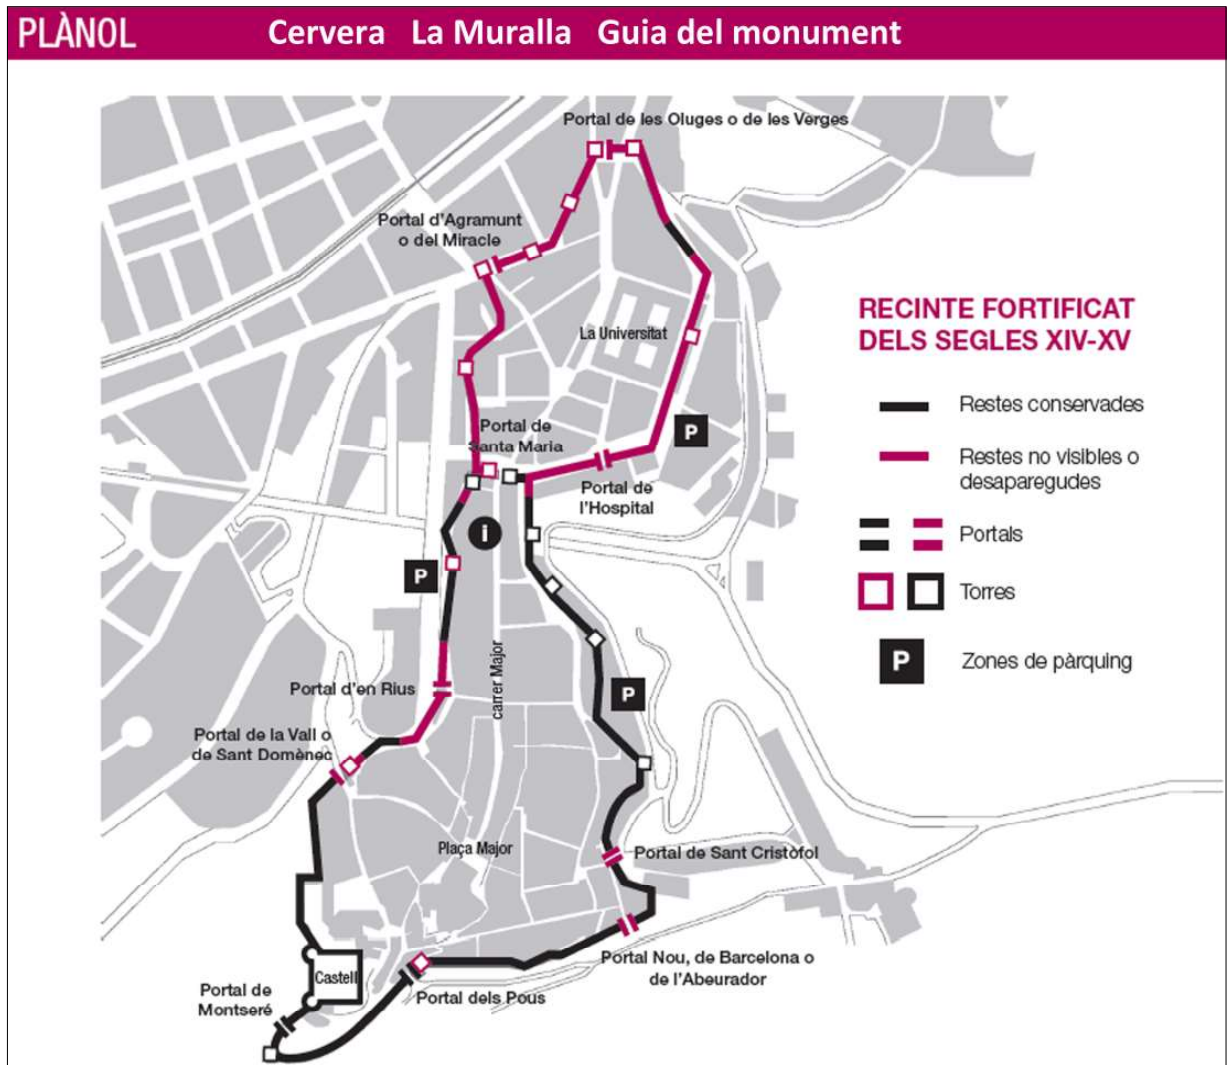 PLÀNOL
Cervera La Muralla Guia del monument
Portal de les Oluges o de les Verges
Portal d'Agramunt
o del Miracle
La Universitat
RECINTE FORTIFICAT
DELS SEGLES XIV-XV
Restes conservades
Restes no visibles o
desaparegudes
Portals
Torres
P
Zones de pàrquing
Portal de
Santa Maria
P
Portal de
l'Hospital
i
P
carrer Major
P
Portal d'en Rius
Portal de la Vall o
de Sant Domènec
Plaça Major
Portal de Sant Cristòfol
Portal Nou, de Barcelona o
de l'Abeurador
Castell
Portal de
Montseré
Portal dels Pous